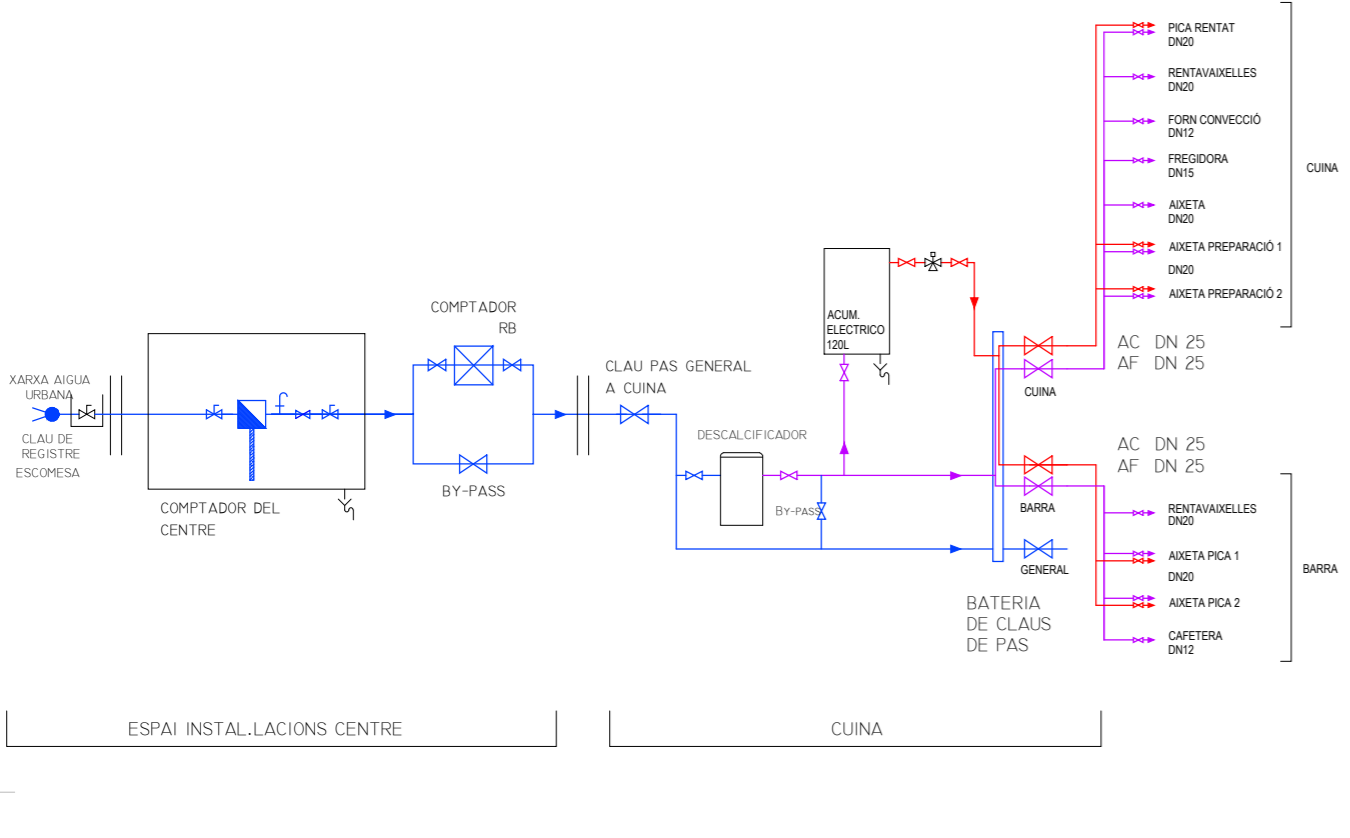 XARXA AIGUA
URBANA
CLAU DE
REGISTRE
ESCOMESA
COMPTADOR DEL
CENTRE
COMPTADOR
RB
BY-PASS
CLAU PAS GENERAL
A CUINA
DESCALCIFICADOR
BY-PASS
ACUM.
ELECTRICO
120L
CUINA
BARRA
GENERAL
BATERIA
DE CLAUS
DE PAS
AC DN 25
AF DN 25
AC DN 25
AF DN 25
PICA RENTAT
DN20
RENTAVAIXELLES
DN20
FORN CONVECCIÓ
DN12
FREGIDORA
DN15
AIXETA
DN20
AIXETA PREPARACIÓ 1
DN20
AIXETA PREPARACIÓ 2
CUINA
RENTAVAIXELLES
DN20
AIXETA PICA 1
DN20
AIXETA PICA 2
CAFETERA
DN12
BARRA
ESPAI INSTAL.LACIONS CENTRE
CUINA